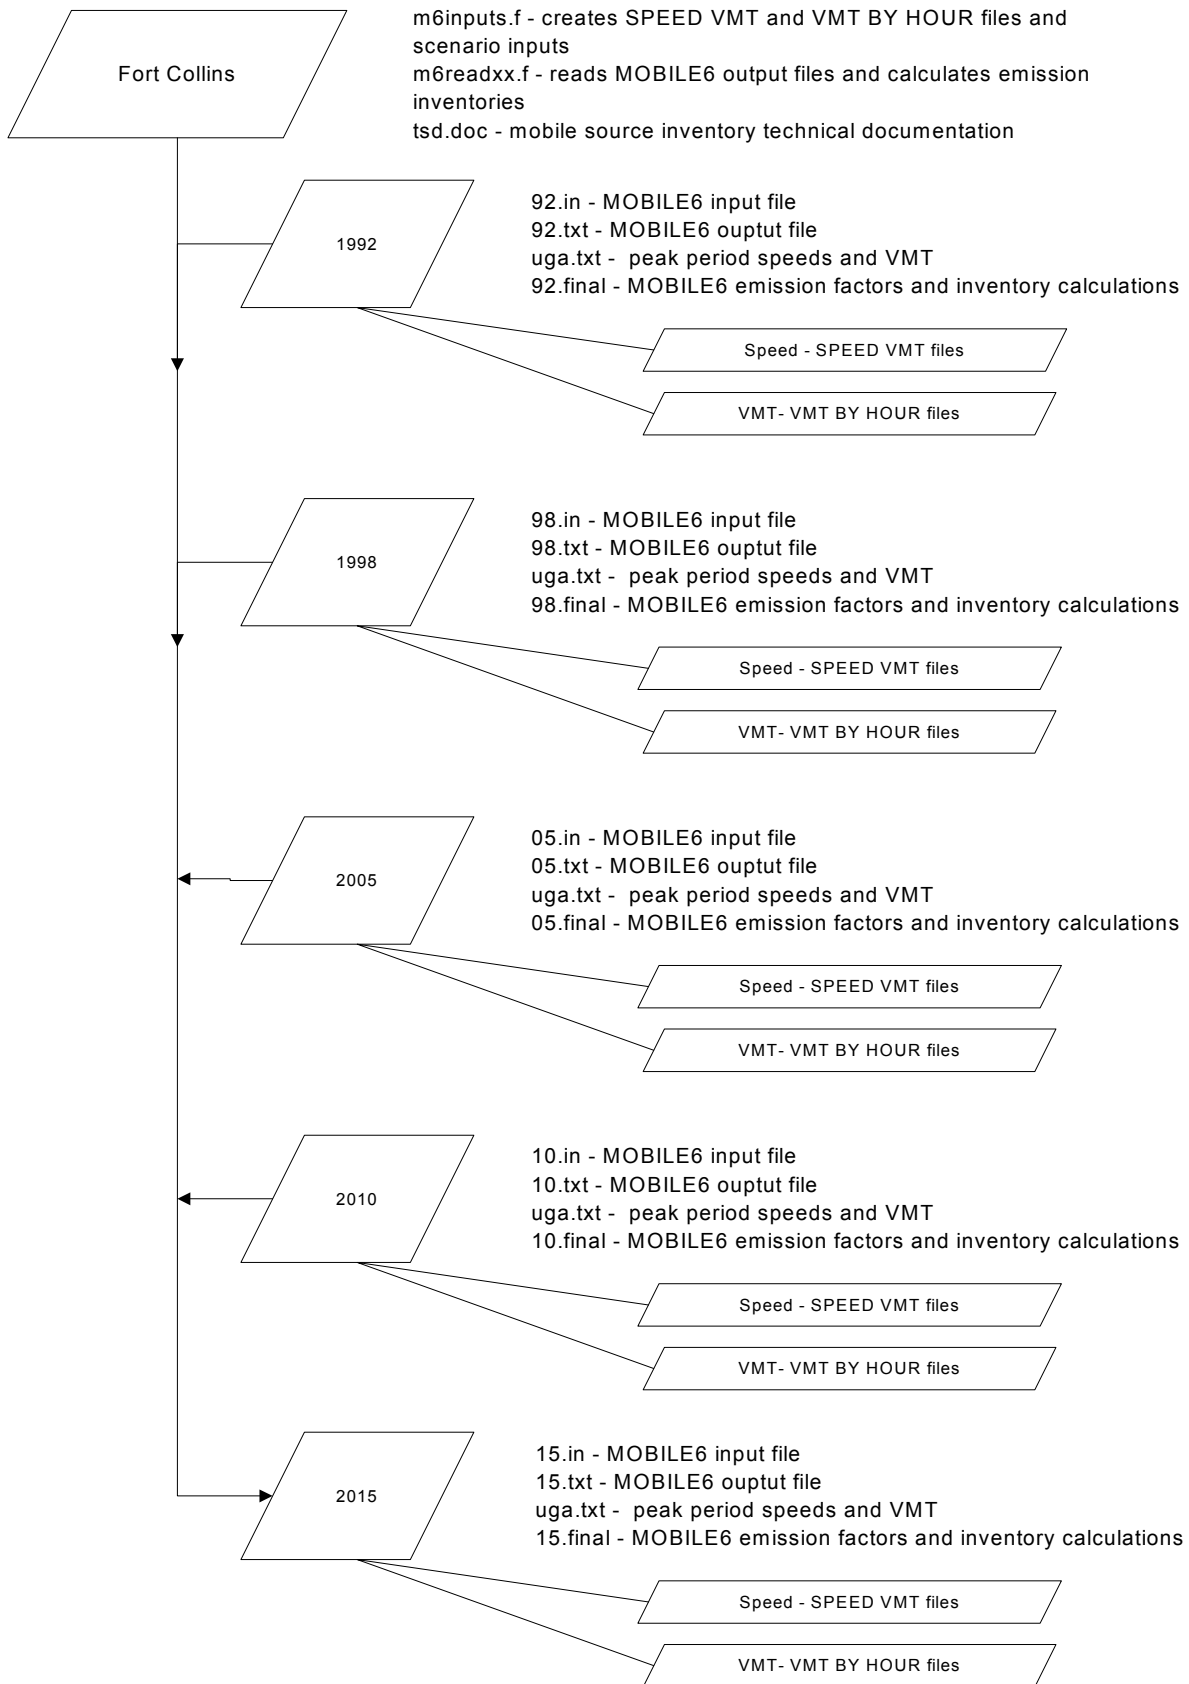 m6inputs.f - creates SPEED VMT and VMT BY HOUR files and
scenario inputs
Fort Collins
m6readxx.f - reads MOBILE6 output files and calculates emission
inventories
tsd.doc - mobile source inventory technical documentation
92.in - MOBILE6 input file
92.txt - MOBILE6 ouptut file
1992
uga.txt - peak period speeds and VMT
92.final - MOBILE6 emission factors and inventory calculations
Speed - SPEED VMT files
VMT- VMT BY HOUR files
98.in - MOBILE6 input file
98.txt - MOBILE6 ouptut file
1998
uga.txt - peak period speeds and VMT
98.final - MOBILE6 emission factors and inventory calculations
Speed - SPEED VMT files
VMT- VMT BY HOUR files
05.in - MOBILE6 input file
05.txt - MOBILE6 ouptut file
2005
uga.txt - peak period speeds and VMT
05.final - MOBILE6 emission factors and inventory calculations
Speed - SPEED VMT files
VMT- VMT BY HOUR files
10.in - MOBILE6 input file
10.txt - MOBILE6 ouptut file
2010
uga.txt - peak period speeds and VMT
10.final - MOBILE6 emission factors and inventory calculations
Speed - SPEED VMT files
VMT- VMT BY HOUR files
15.in - MOBILE6 input file
15.txt - MOBILE6 ouptut file
2015
uga.txt - peak period speeds and VMT
15.final - MOBILE6 emission factors and inventory calculations
Speed - SPEED VMT files
VMT- VMT BY HOUR files